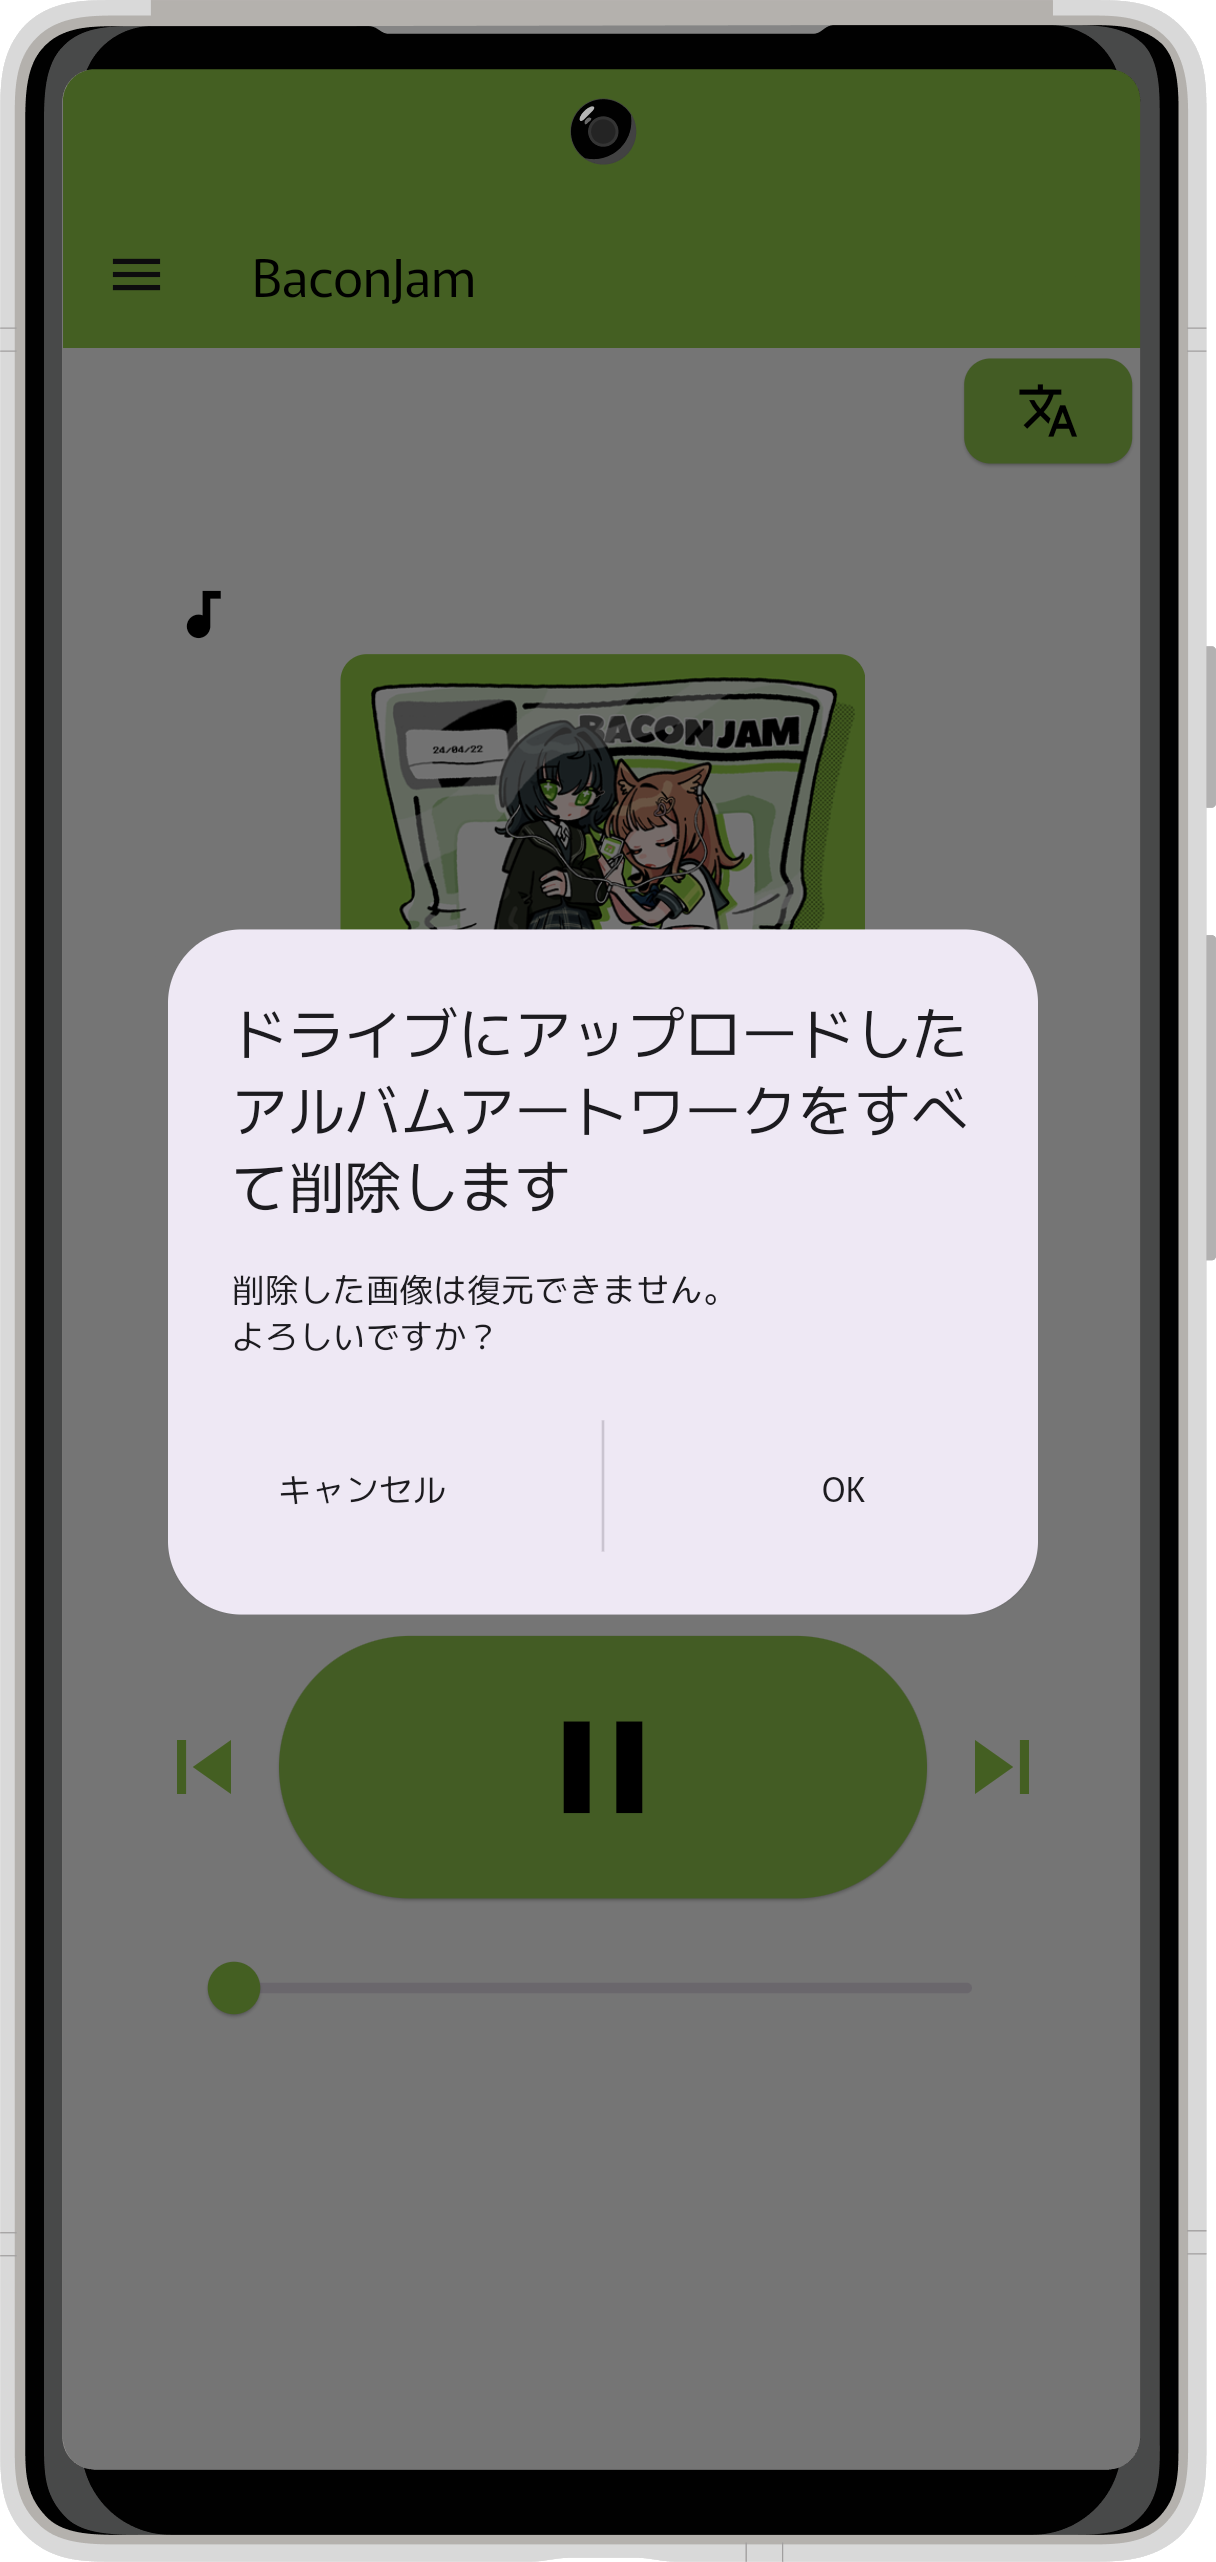 BaconJam
BACON JAM
24/04/22
ドライブにアップロードした
アルバムアートワークをすべ
て削除します
削除した画像は復元できません。
よろしいですか？
キャンセル
OK